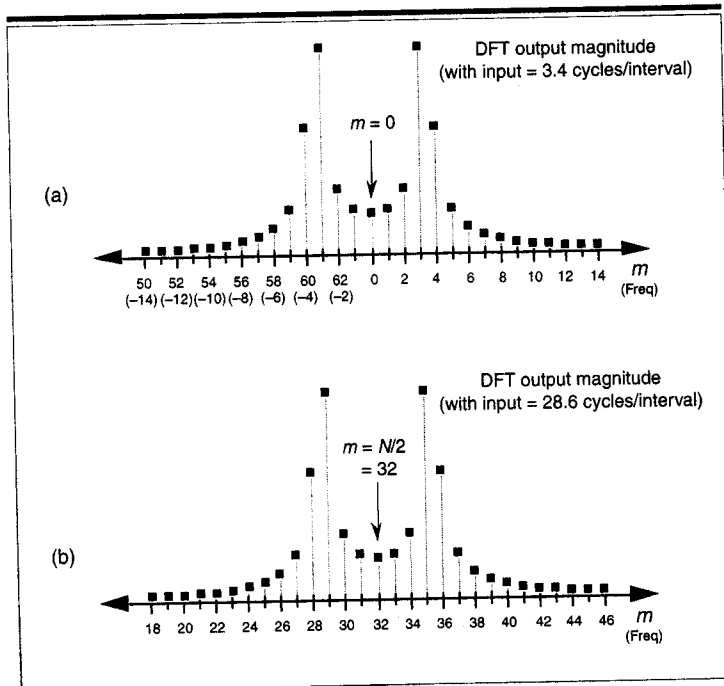 DFT output magnitude
(with input = 3.4 cycles/interval)
m = 0
(a)
50 52 54 56 58 60 62 0 2 4 6 8 10 12 14 m
(–14) (–12) (–10) (–8) (–6) (–4) (–2) (Freq)
DFT output magnitude
(with input = 28.6 cycles/interval)
m = N/2
= 32
(b)
18 20 22 24 26 28 30 32 34 36 38 40 42 44 46 m
(Freq)